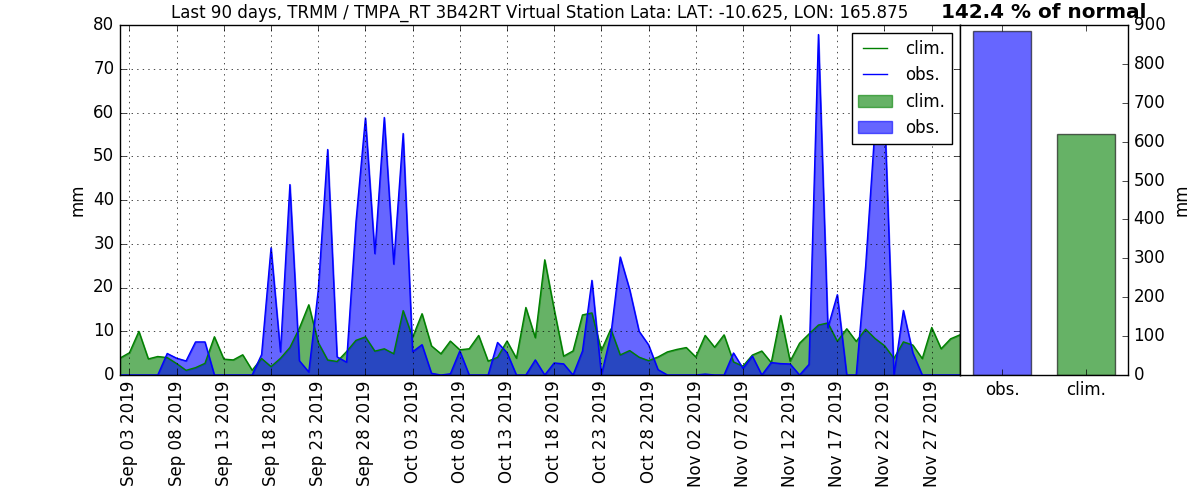 Last 90 days, TRMM / TMPA_RT 3B42RT Virtual Station Lata: LAT: -10.625, LON: 165.875
142.4 % of normal
80
70
60
50
40
30
20
10
0
mm
clim.
obs.
clim.
obs.
900
800
700
600
500
400
300
200
100
0
mm
obs.
clim.
Sep 03 2019
Sep 08 2019
Sep 13 2019
Sep 18 2019
Sep 23 2019
Sep 28 2019
Oct 03 2019
Oct 08 2019
Oct 13 2019
Oct 18 2019
Oct 23 2019
Oct 28 2019
Nov 02 2019
Nov 07 2019
Nov 12 2019
Nov 17 2019
Nov 22 2019
Nov 27 2019